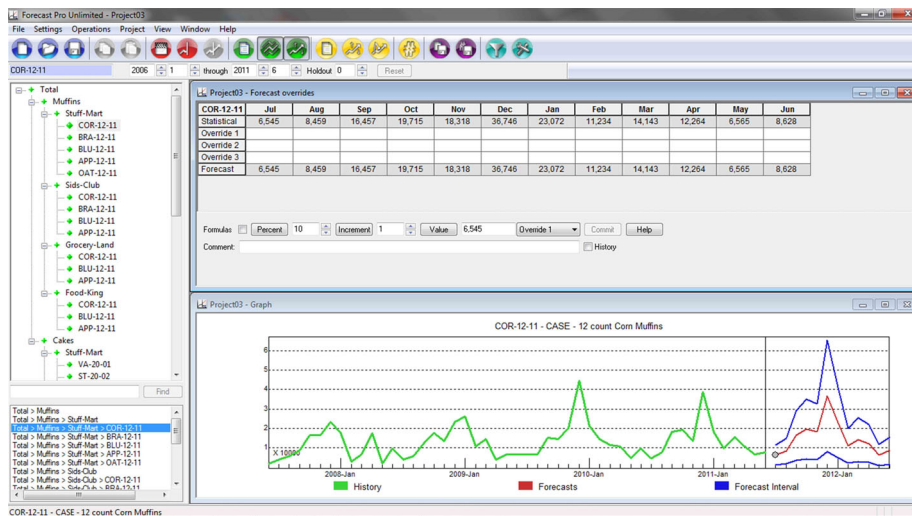 Forecast Pro Unlimited - Project03
File Settings Operations Project View Window Help
COR-12-11 2006 1 through 2011 6 Holdout 0 Reset
Total
Muffins
Stuff-Mart
COR-12-11
BRA-12-11
BLU-12-11
APP-12-11
OAT-12-11
Sids-Club
COR-12-11
BRA-12-11
BLU-12-11
APP-12-11
Grocery-Land
COR-12-11
BLU-12-11
APP-12-11
Food-King
COR-12-11
BLU-12-11
APP-12-11
Cakes
Stuff-Mart
VA-20-01
ST-20-02
Find
Total > Muffins
Total > Muffins > Stuff-Mart
Total > Muffins > Stuff-Mart > COR-12-11
Total > Muffins > Stuff-Mart > BRA-12-11
Total > Muffins > Stuff-Mart > BLU-12-11
Total > Muffins > Stuff-Mart > APP-12-11
Total > Muffins > Stuff-Mart > OAT-12-11
Total > Muffins > Sids-Club
Total > Muffins > Sids-Club > COR-12-11
Total > Muffins > Sids-Club > BRA-12-11
Project03 - Forecast overrides
COR-12-11 Jul Aug Sep Oct Nov Dec Jan Feb Mar Apr May Jun
Statistical 6,545 8,459 16,457 19,715 18,318 36,746 23,072 11,234 14,143 12,264 6,565 8,628
Override 1
Override 2
Override 3
Forecast 6,545 8,459 16,457 19,715 18,318 36,746 23,072 11,234 14,143 12,264 6,565 8,628
Formulas Percent 10 Increment 1 Value 6,545 Override 1 Commit Help
Comment: History
Project03 - Graph
COR-12-11 - CASE - 12 count Corn Muffins
6
5
4
3
2
X 10000
2008-Jan 2009-Jan 2010-Jan 2011-Jan 2012-Jan
History Forecasts Forecast Interval
COR-12-11 - CASE - 12 count Corn Muffins